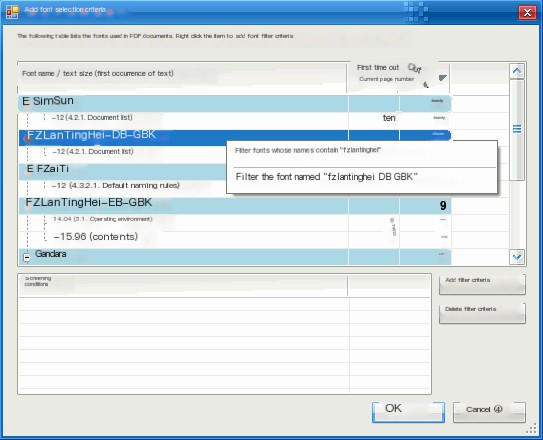 Add font selection criteria
The following table lists the fonts used in PDF documents. Right click the item to add font filter criteria
Font name / text size (first occurrence of text)
First time out
Current page number
E SimSun
-12 (4.2.1. Document list)
ten
FZLanTingHei-DB-GBK
-12 (4.2.1. Document list)
Filter fonts whose names contain "fzlantinghei"
E FZaiTi
Filter the font named "fzlantinghei DB GBK"
-12 (4.3.2.1. Default naming rules)
FZLanTingHei-EB-GBK
9
14.04 (3.1. Operating environment)
-15.96 (contents)
Gandara
Screening
conditions
Add filter criteria
Delete filter criteria
OK
Cancel ④